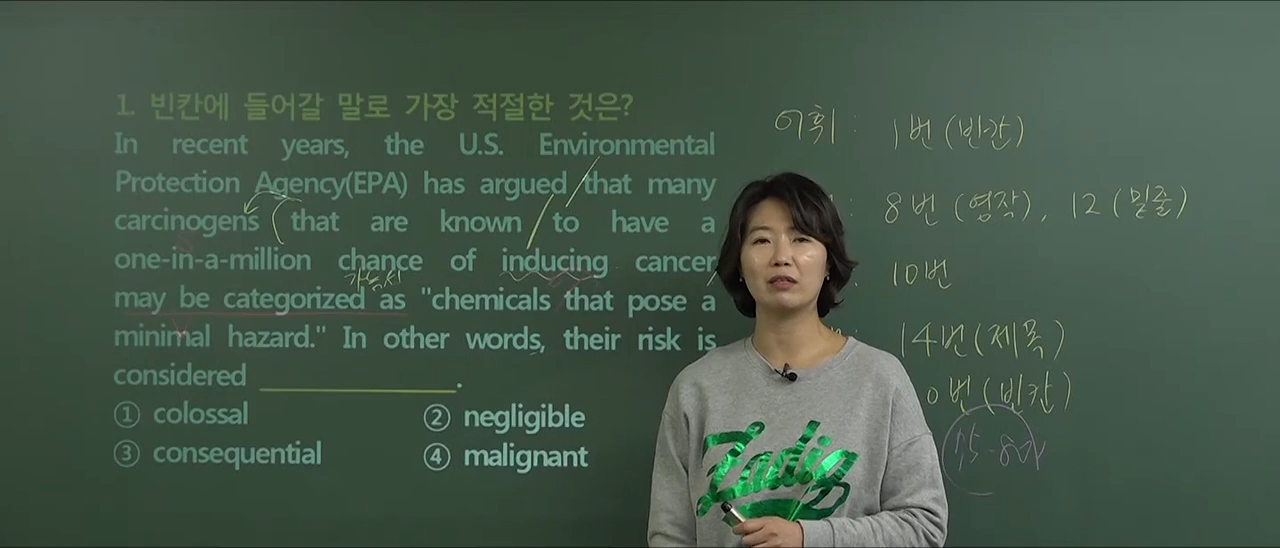 1. 빈칸에 들어갈 말로 가장 적절한 것은?
In recent years, the U.S. Environmental
Protection Agency(EPA) has argued that many
carcinogens that are known to have a
one-in-a-million chance of inducing cancer
가능성
may be categorized as "chemicals that pose a
minimal hazard." In other words, their risk is
considered
① colossal ② negligible
③ consequential ④ malignant
어휘 : 1번 (빈칸)
: 8번 (영작), 12 (밑줄)
10번
14번 (제목)
0번 (빈칸)
Zadig